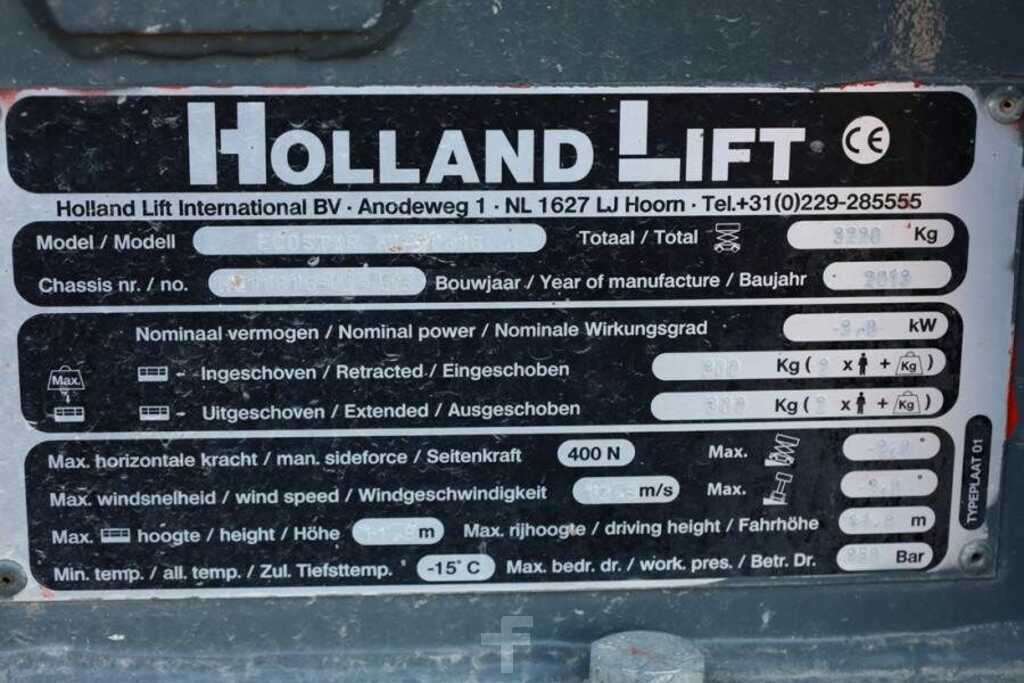 HOLLAND LIFT CE
Holland Lift International BV · Anodeweg 1 · NL 1627 LJ Hoorn · Tel.+31(0)229-285555
Model / Modell ECOSTAR Totaal / Total Kg
Chassis nr. / no. Bouwjaar / Year of manufacture / Baujahr 2013
Nominaal vermogen / Nominal power / Nominale Wirkungsgrad kW
Max. Ingeschoven / Retracted / Eingeschoben Kg ( x + Kg )
Uitgeschoven / Extended / Ausgeschoben 300 Kg ( x + Kg )
Max. horizontale kracht / man. sideforce / Seitenkraft 400 N Max.
Max. windsnelheid / wind speed / Windgeschwindigkeit m/s Max.
Max. hoogte / height / Höhe m Max. rijhoogte / driving height / Fahrhöhe m
Min. temp. / all. temp. / Zul. Tiefsttemp. -15° C Max. bedr. dr. / work. pres. / Betr. Dr. Bar
TYPEPLAAT 01